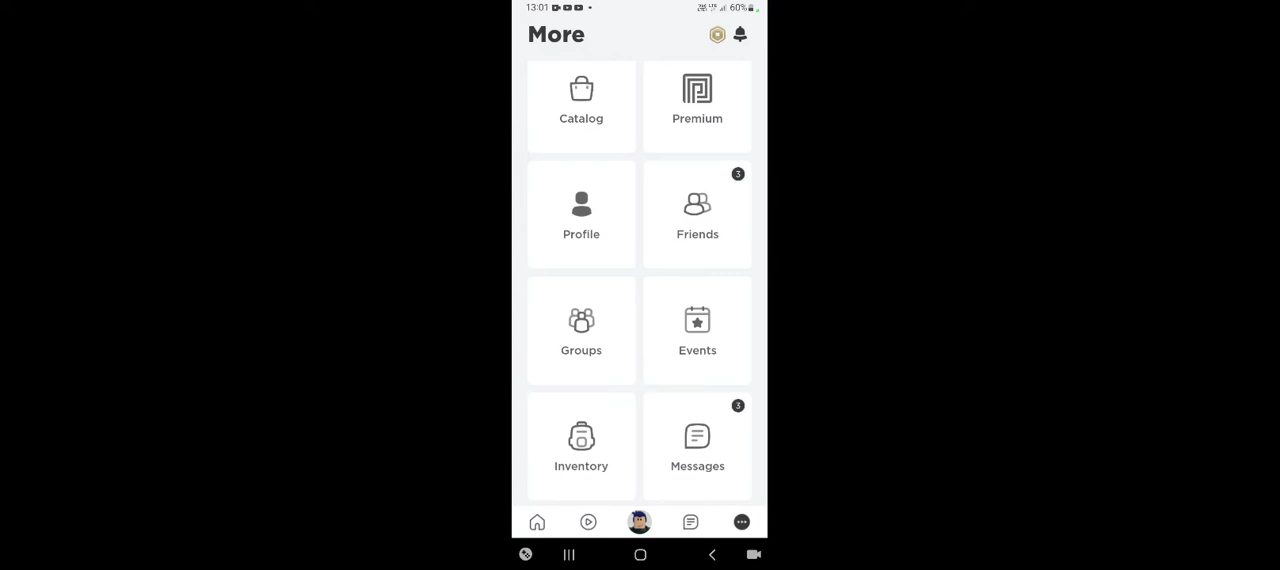 13:01 60%
More
Catalog Premium
3
Profile Friends
Groups Events
3
Inventory Messages